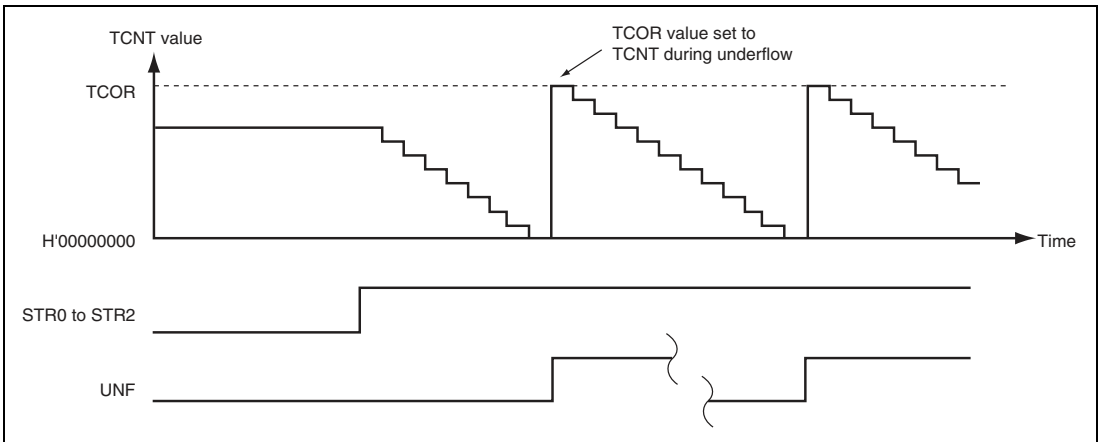 TCNT value
TCOR value set to
TCNT during underflow
TCOR
H'00000000
Time
STR0 to STR2
UNF